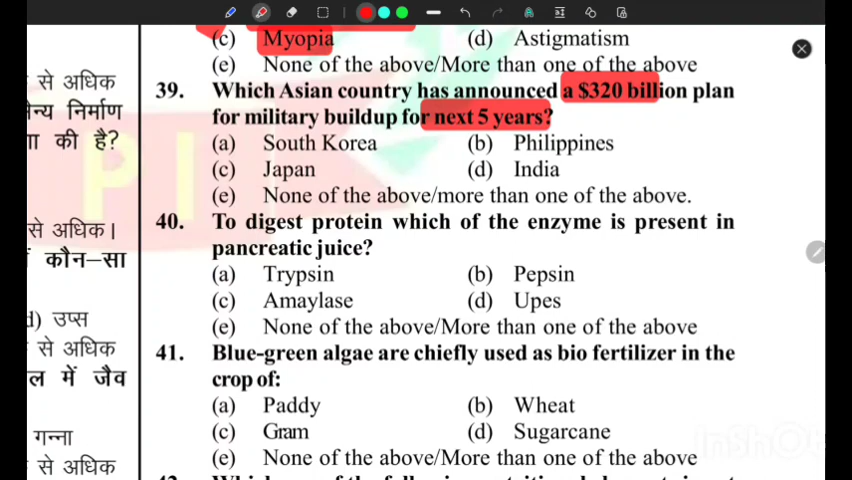 (c) Myopia (d) Astigmatism
(e) None of the above/More than one of the above
39. Which Asian country has announced a $320 billion plan
for military buildup for next 5 years?
(a) South Korea (b) Philippines
(c) Japan (d) India
(e) None of the above/more than one of the above.
40. To digest protein which of the enzyme is present in
pancreatic juice?
(a) Trypsin (b) Pepsin
(c) Amaylase (d) Upes
(e) None of the above/More than one of the above
41. Blue-green algae are chiefly used as bio fertilizer in the
crop of:
(a) Paddy (b) Wheat
(c) Gram (d) Sugarcane
(e) None of the above/More than one of the above
से अधिक
निर्माण
की है?
से अधिक।
कौन–सा
d) उप्स
से अधिक
में जैव
गन्ना
से अधिक
InShOt